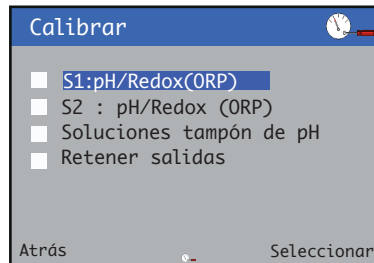 Calibrar
S1:pH/Redox(ORP)
S2 : pH/Redox (ORP)
Soluciones tampón de pH
Retener salidas
Atrás Seleccionar